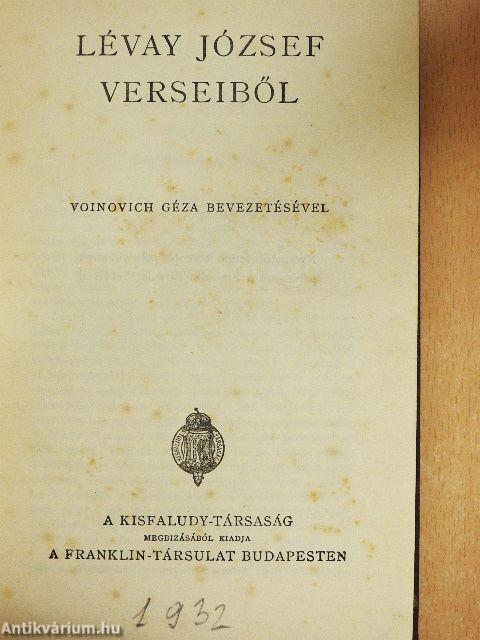 LÉVAY JÓZSEF
VERSEIBŐL
VOINOVICH GÉZA BEVEZETÉSÉVEL
A KISFALUDY-TÁRSASÁG
MEGBIZÁSÁBÓL KIADJA
A FRANKLIN-TÁRSULAT BUDAPESTEN
1932
Antikvárium.hu